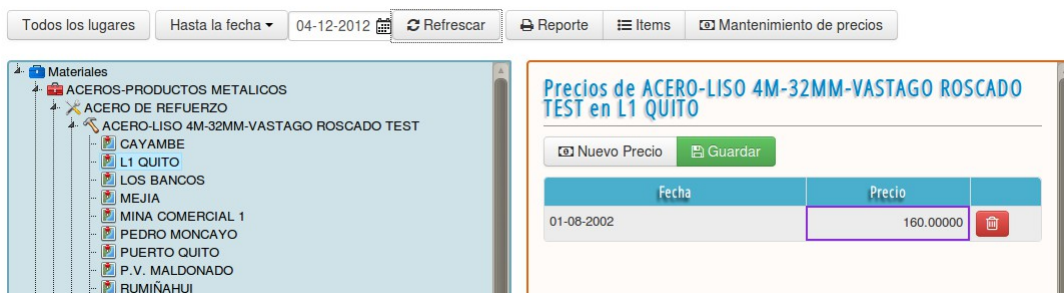 Todos los lugares Hasta la fecha 04-12-2012 Refrescar Reporte Items Mantenimiento de precios
Materiales
ACEROS-PRODUCTOS METALICOS
ACERO DE REFUERZO
ACERO-LISO 4M-32MM-VASTAGO ROSCADO TEST
CAYAMBE
L1 QUITO
LOS BANCOS
MEJIA
MINA COMERCIAL 1
PEDRO MONCAYO
PUERTO QUITO
P.V. MALDONADO
RUMIÑAHUI
Precios de ACERO-LISO 4M-32MM-VASTAGO ROSCADO
TEST en L1 QUITO
Nuevo Precio Guardar
Fecha Precio
01-08-2002 160.00000